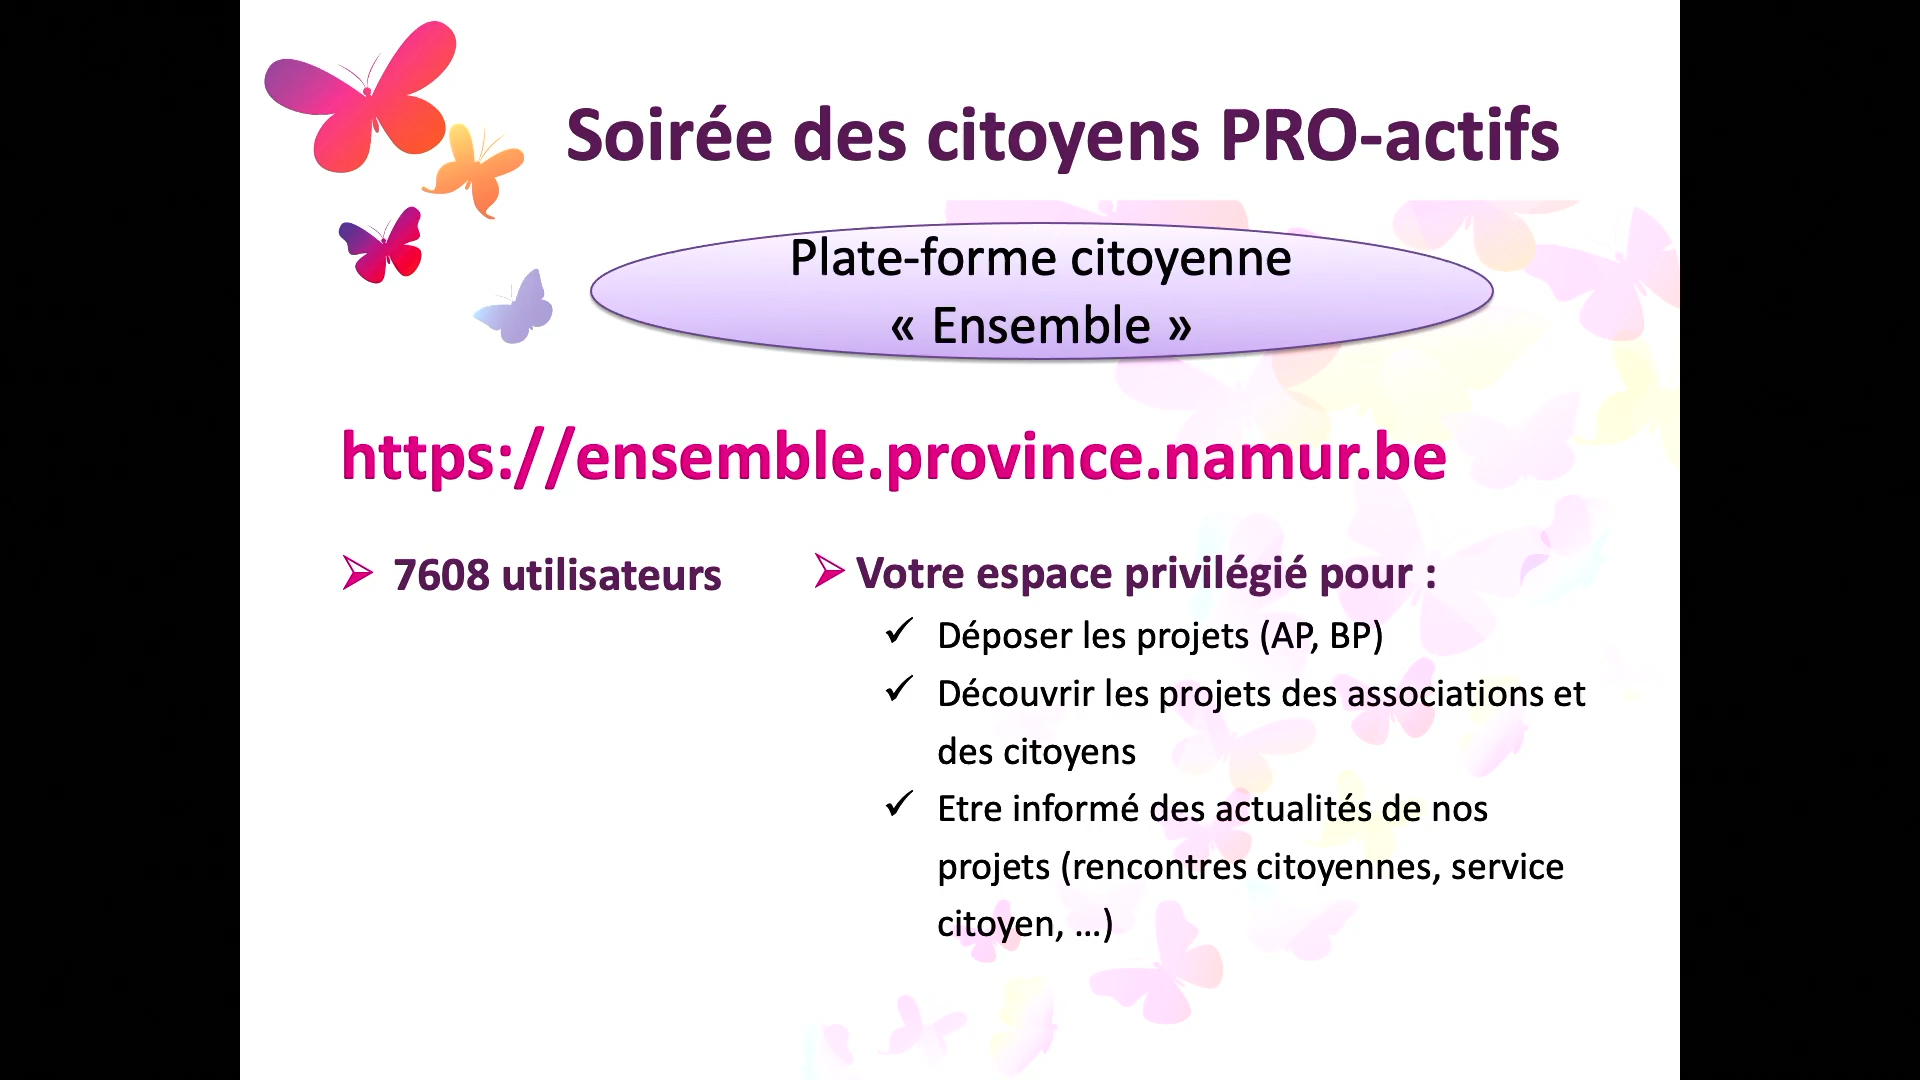 Soirée des citoyens PRO-actifs
Plate-forme citoyenne
« Ensemble »
https://ensemble.province.namur.be
➢ 7608 utilisateurs
➢ Votre espace privilégié pour :
✓ Déposer les projets (AP, BP)
✓ Découvrir les projets des associations et
des citoyens
✓ Etre informé des actualités de nos
projets (rencontres citoyennes, service
citoyen, ...)